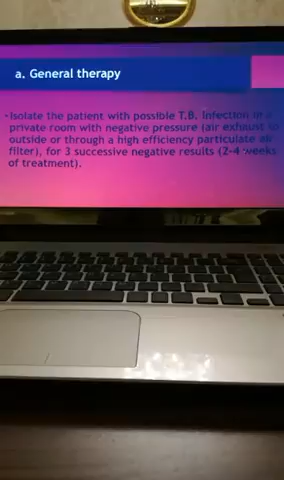 a. General therapy
•Isolate the patient with possible T.B. infection in a
private room with negative pressure (air exhaust to
outside or through a high efficiency particulate air
filter), for 3 successive negative results (2-4 weeks
of treatment).